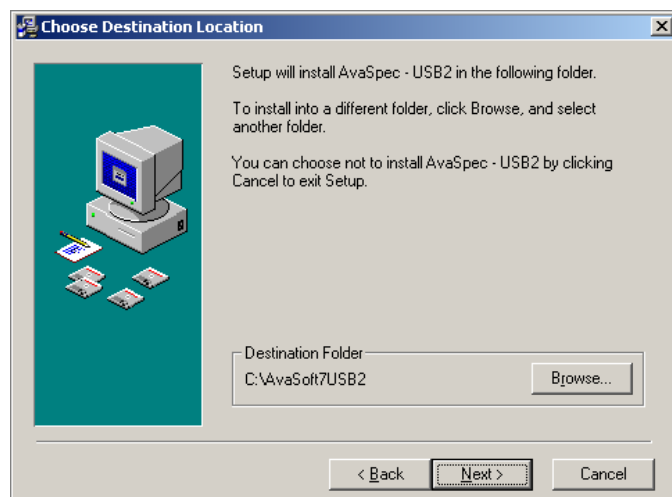 Choose Destination Location
Setup will install AvaSpec - USB2 in the following folder.
To install into a different folder, click Browse, and select
another folder.
You can choose not to install AvaSpec - USB2 by clicking
Cancel to exit Setup.
Destination Folder
C:\AvaSoft7USB2
Browse...
< Back
Next >
Cancel